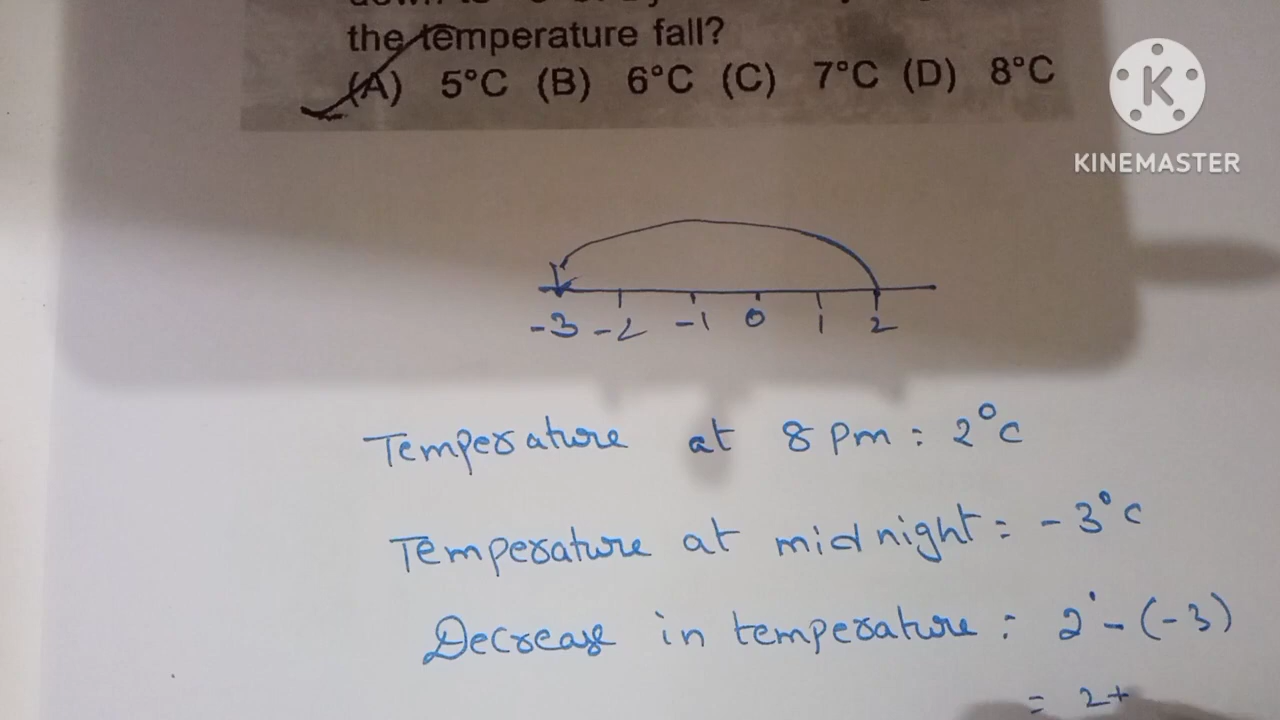 the temperature fall?
(A) 5°C (B) 6°C (C) 7°C (D) 8°C
K
KINEMASTER
-3 -2 -1 0 1 2
Temperature at 8 pm : 2°C
Temperature at midnight = -3°C
Decrease in temperature : 2° - (-3)
= 2+